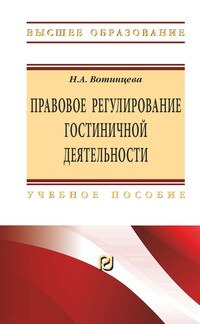 ВЫСШЕЕ ОБРАЗОВАНИЕ
Н.А. Вотинцева
ПРАВОВОЕ РЕГУЛИРОВАНИЕ
ГОСТИНИЧНОЙ
ДЕЯТЕЛЬНОСТИ
УЧЕБНОЕ ПОСОБИЕ